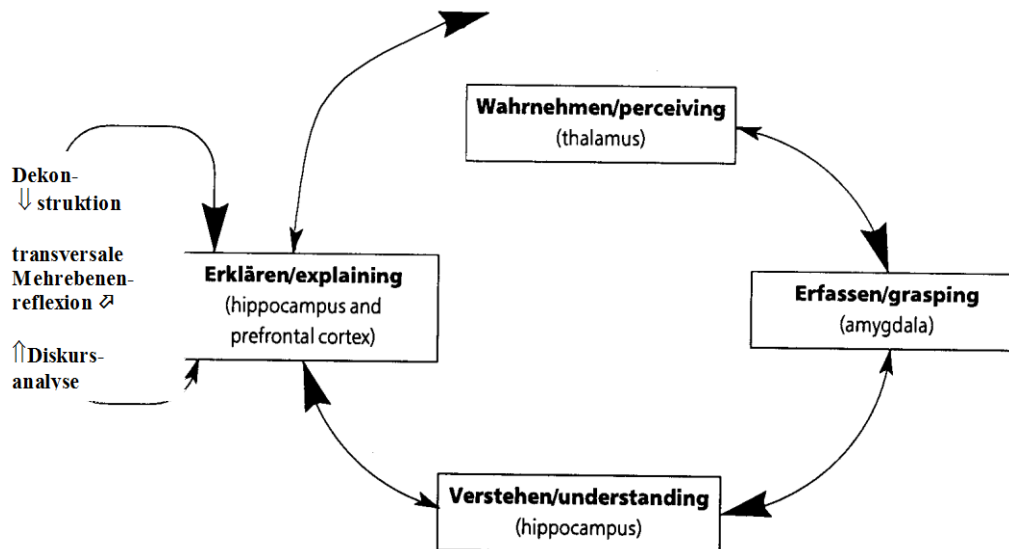 Wahrnehmen/perceiving
(thalamus)
Dekon-
⇓ struktion
transversale
Mehrebenen-
reflexion ⬀
⇑Diskurs-
analyse
Erklären/explaining
(hippocampus and
prefrontal cortex)
Erfassen/grasping
(amygdala)
Verstehen/understanding
(hippocampus)